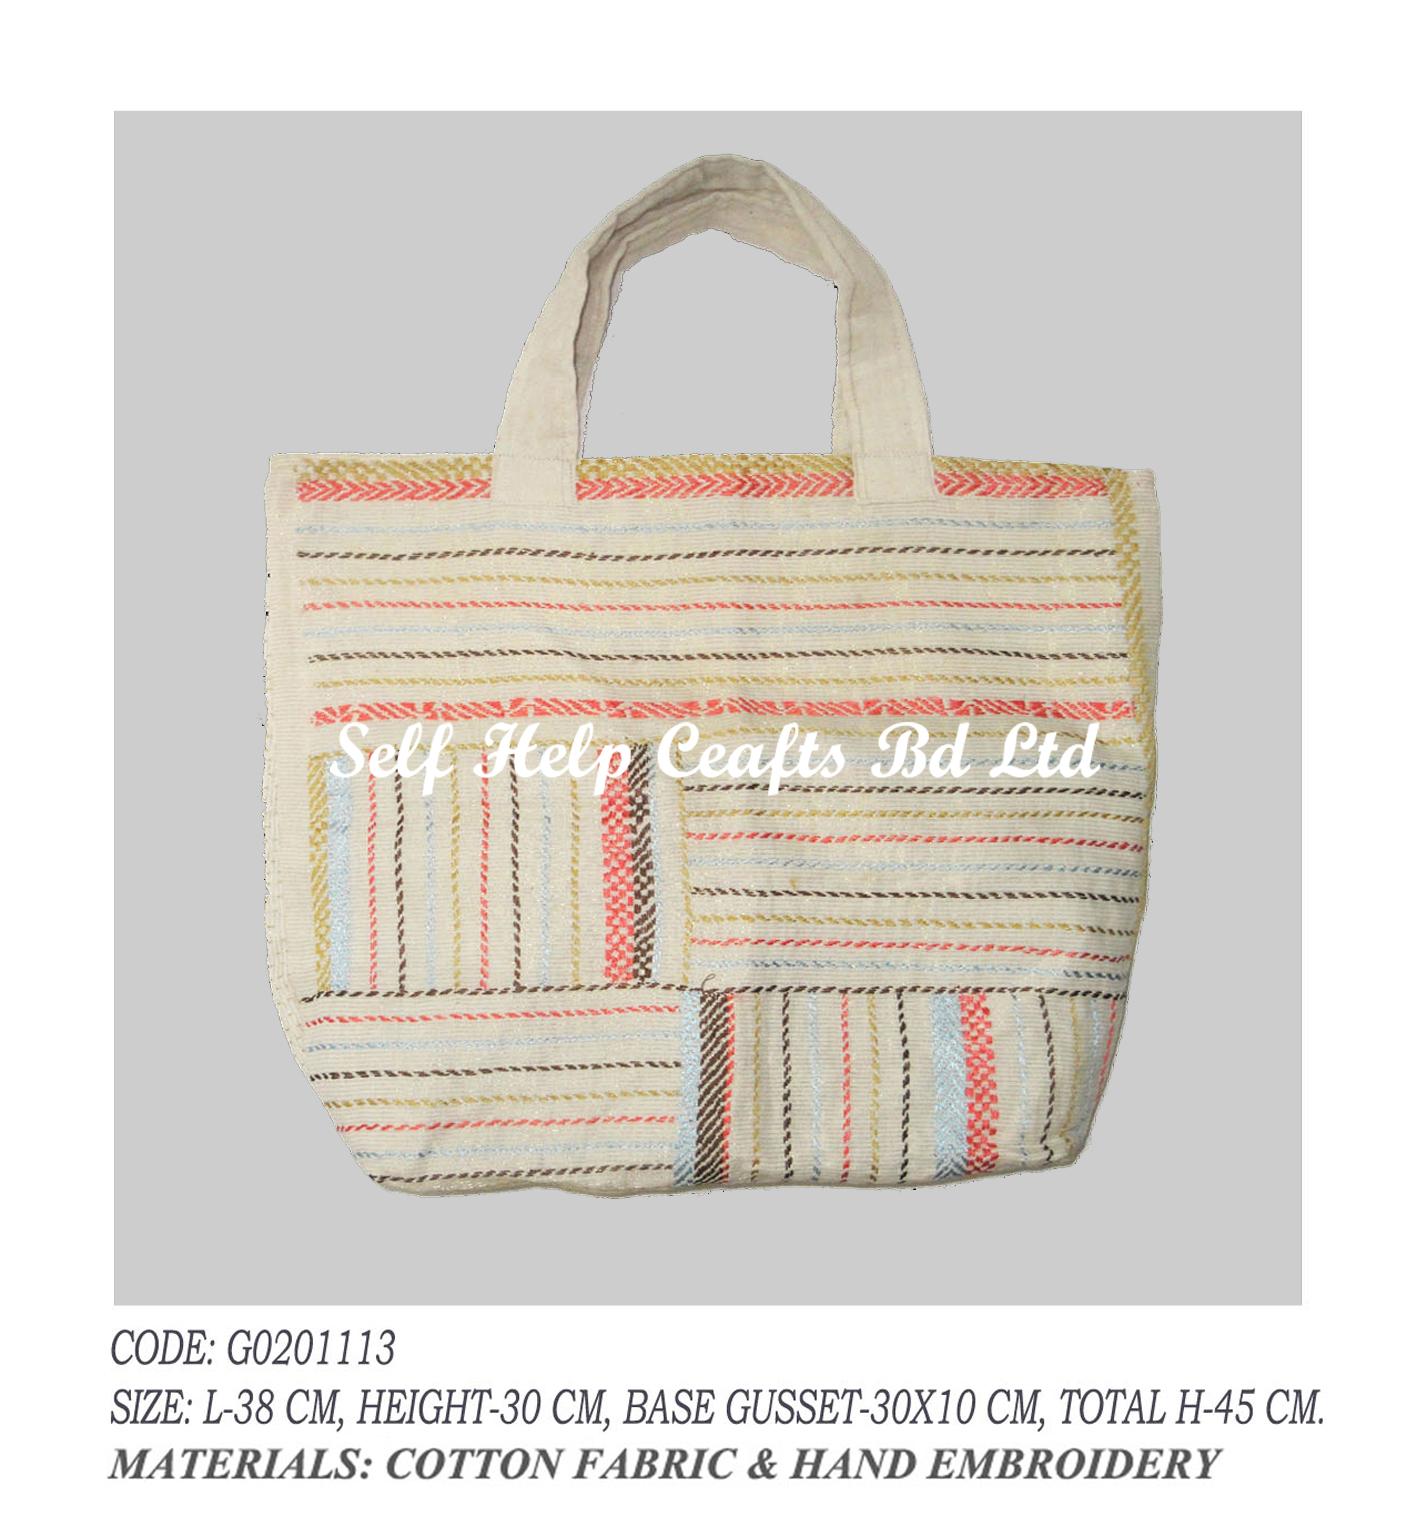 Self Help Ceafts Bd Ltd
CODE: G0201113
SIZE: L-38 CM, HEIGHT-30 CM, BASE GUSSET-30X10 CM, TOTAL H-45 CM.
MATERIALS: COTTON FABRIC & HAND EMBROIDERY